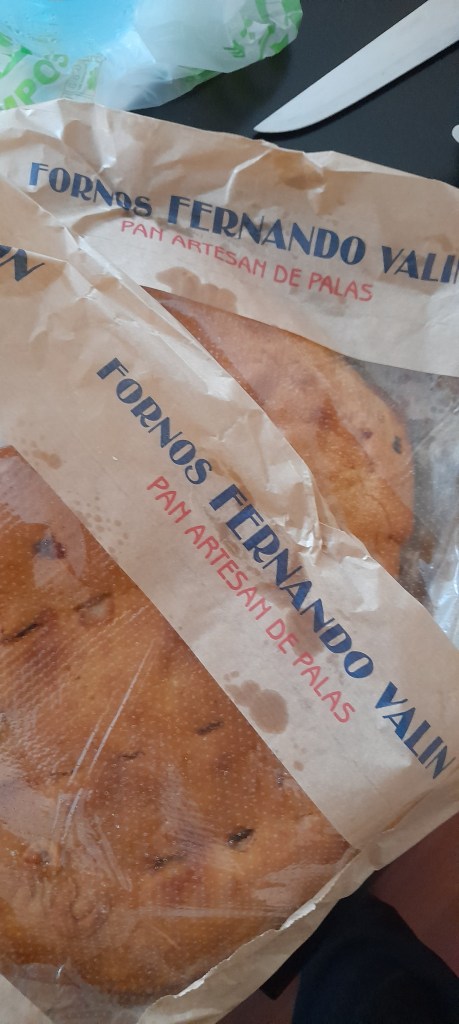 FORNOS FERNANDO VALIN
PAN ARTESAN DE PALAS
FORNOS FERNANDO VALIN
PAN ARTESAN DE PALAS